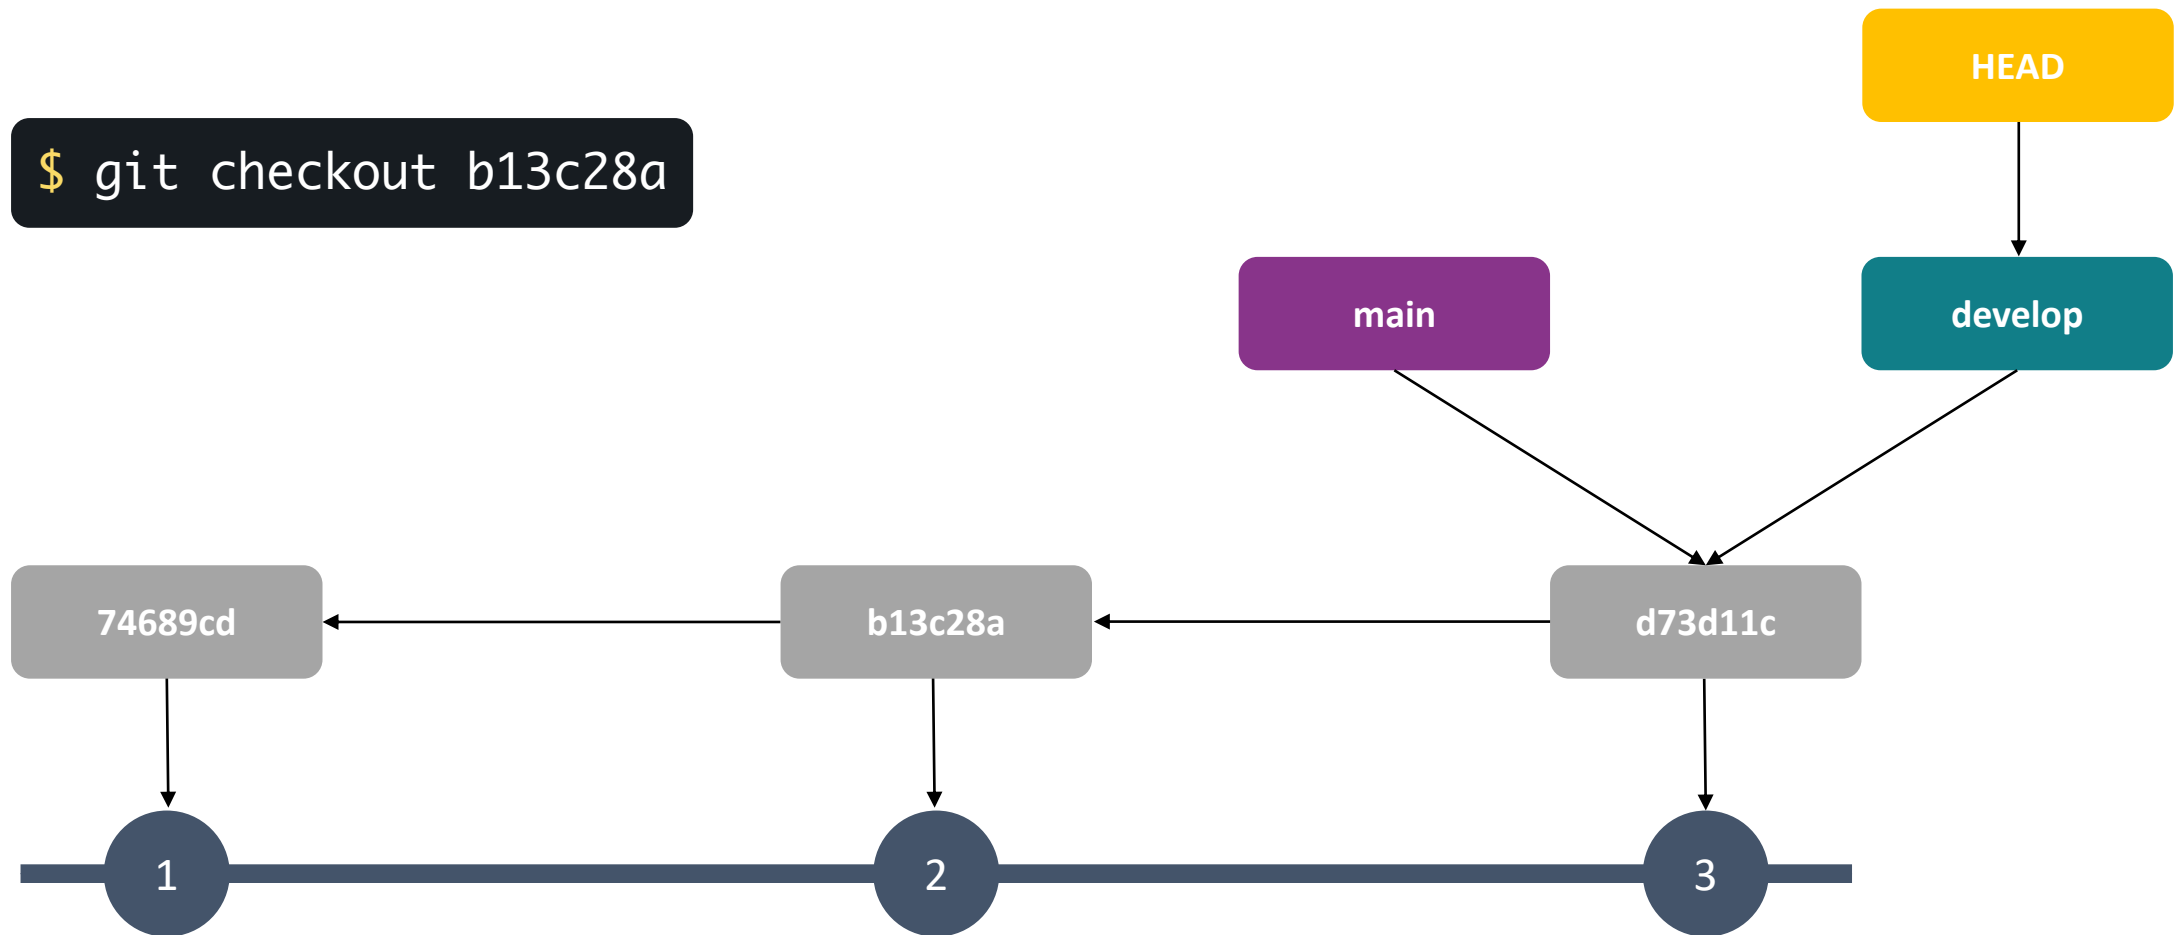 HEAD
$ git checkout b13c28a
main
develop
74689cd
b13c28a
d73d11c
1
2
3